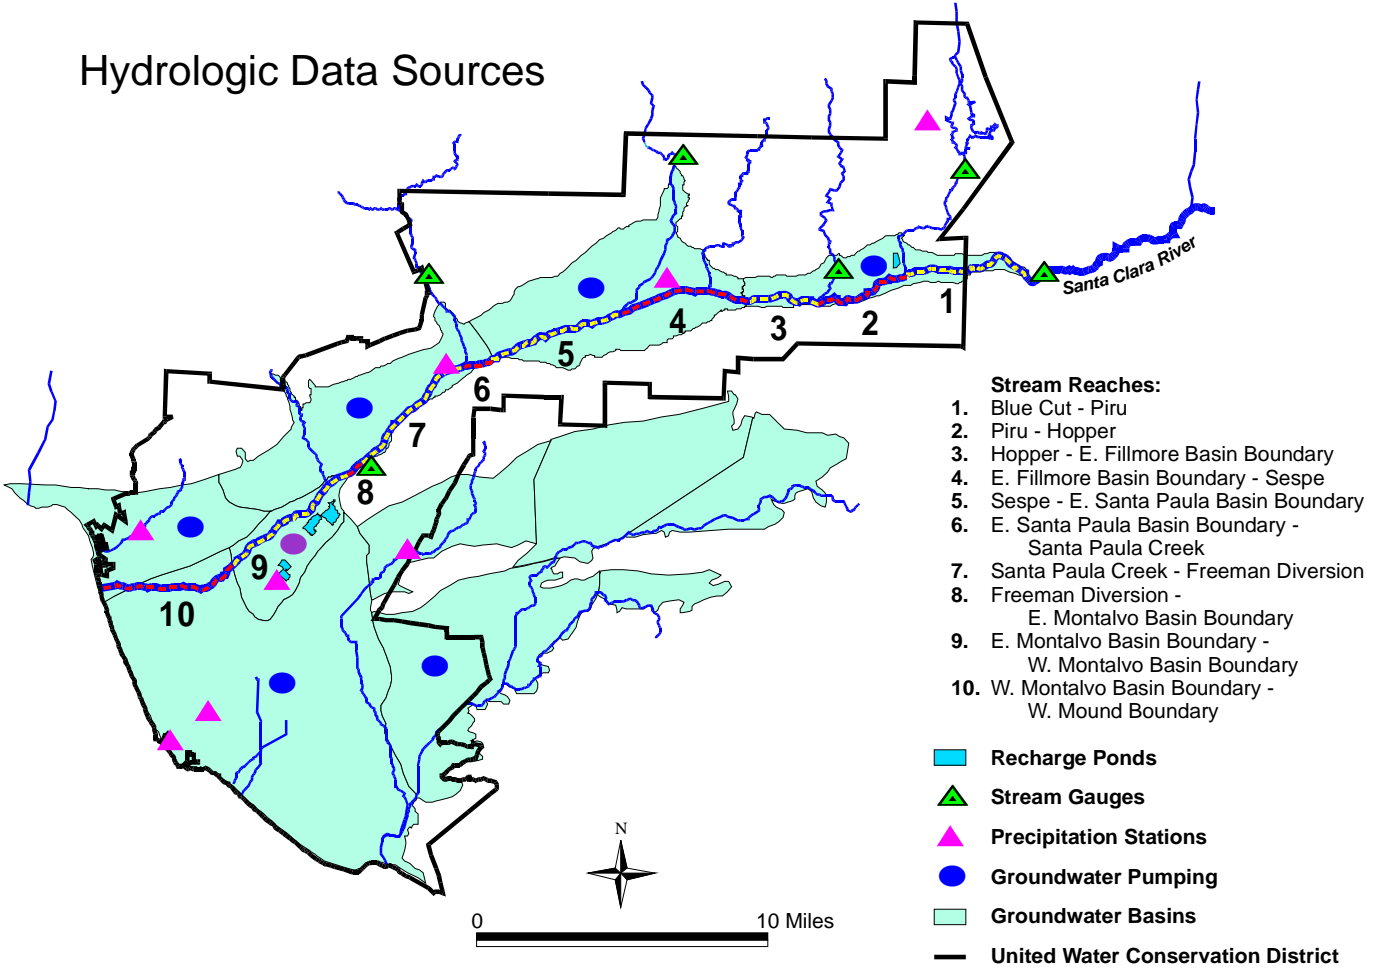 Hydrologic Data Sources
Santa Clara River
1
2
3
4
5
6
7
8
9
10
Stream Reaches:
1. Blue Cut - Piru
2. Piru - Hopper
3. Hopper - E. Fillmore Basin Boundary
4. E. Fillmore Basin Boundary - Sespe
5. Sespe - E. Santa Paula Basin Boundary
6. E. Santa Paula Basin Boundary -
Santa Paula Creek
7. Santa Paula Creek - Freeman Diversion
8. Freeman Diversion -
E. Montalvo Basin Boundary
9. E. Montalvo Basin Boundary -
W. Montalvo Basin Boundary
10. W. Montalvo Basin Boundary -
W. Mound Boundary
Recharge Ponds
Stream Gauges
Precipitation Stations
Groundwater Pumping
Groundwater Basins
United Water Conservation District
N
0 10 Miles